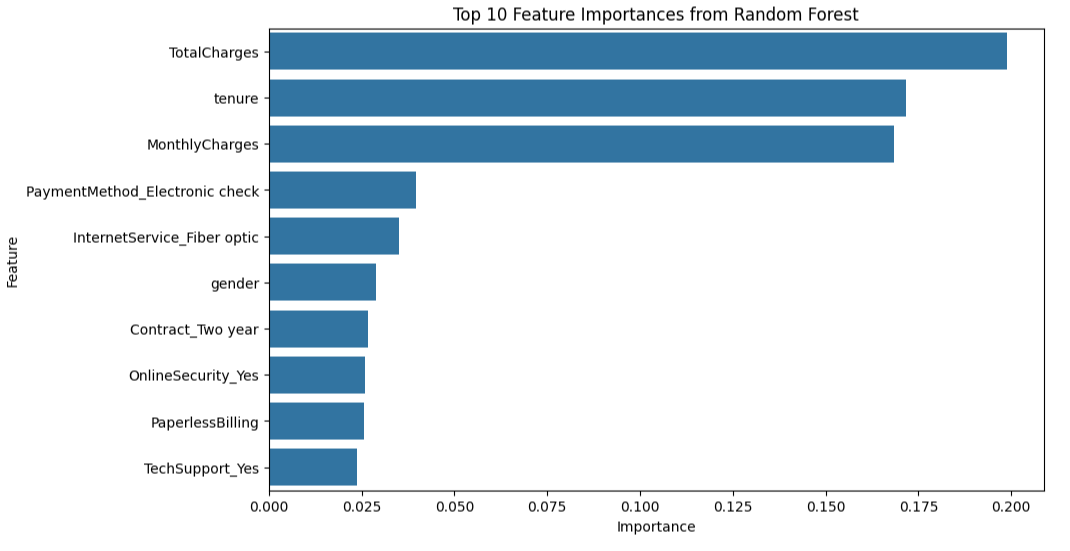 Top 10 Feature Importances from Random Forest
Feature
TotalCharges
tenure
MonthlyCharges
PaymentMethod_Electronic check
InternetService_Fiber optic
gender
Contract_Two year
OnlineSecurity_Yes
PaperlessBilling
TechSupport_Yes
0.000 0.025 0.050 0.075 0.100 0.125 0.150 0.175 0.200
Importance